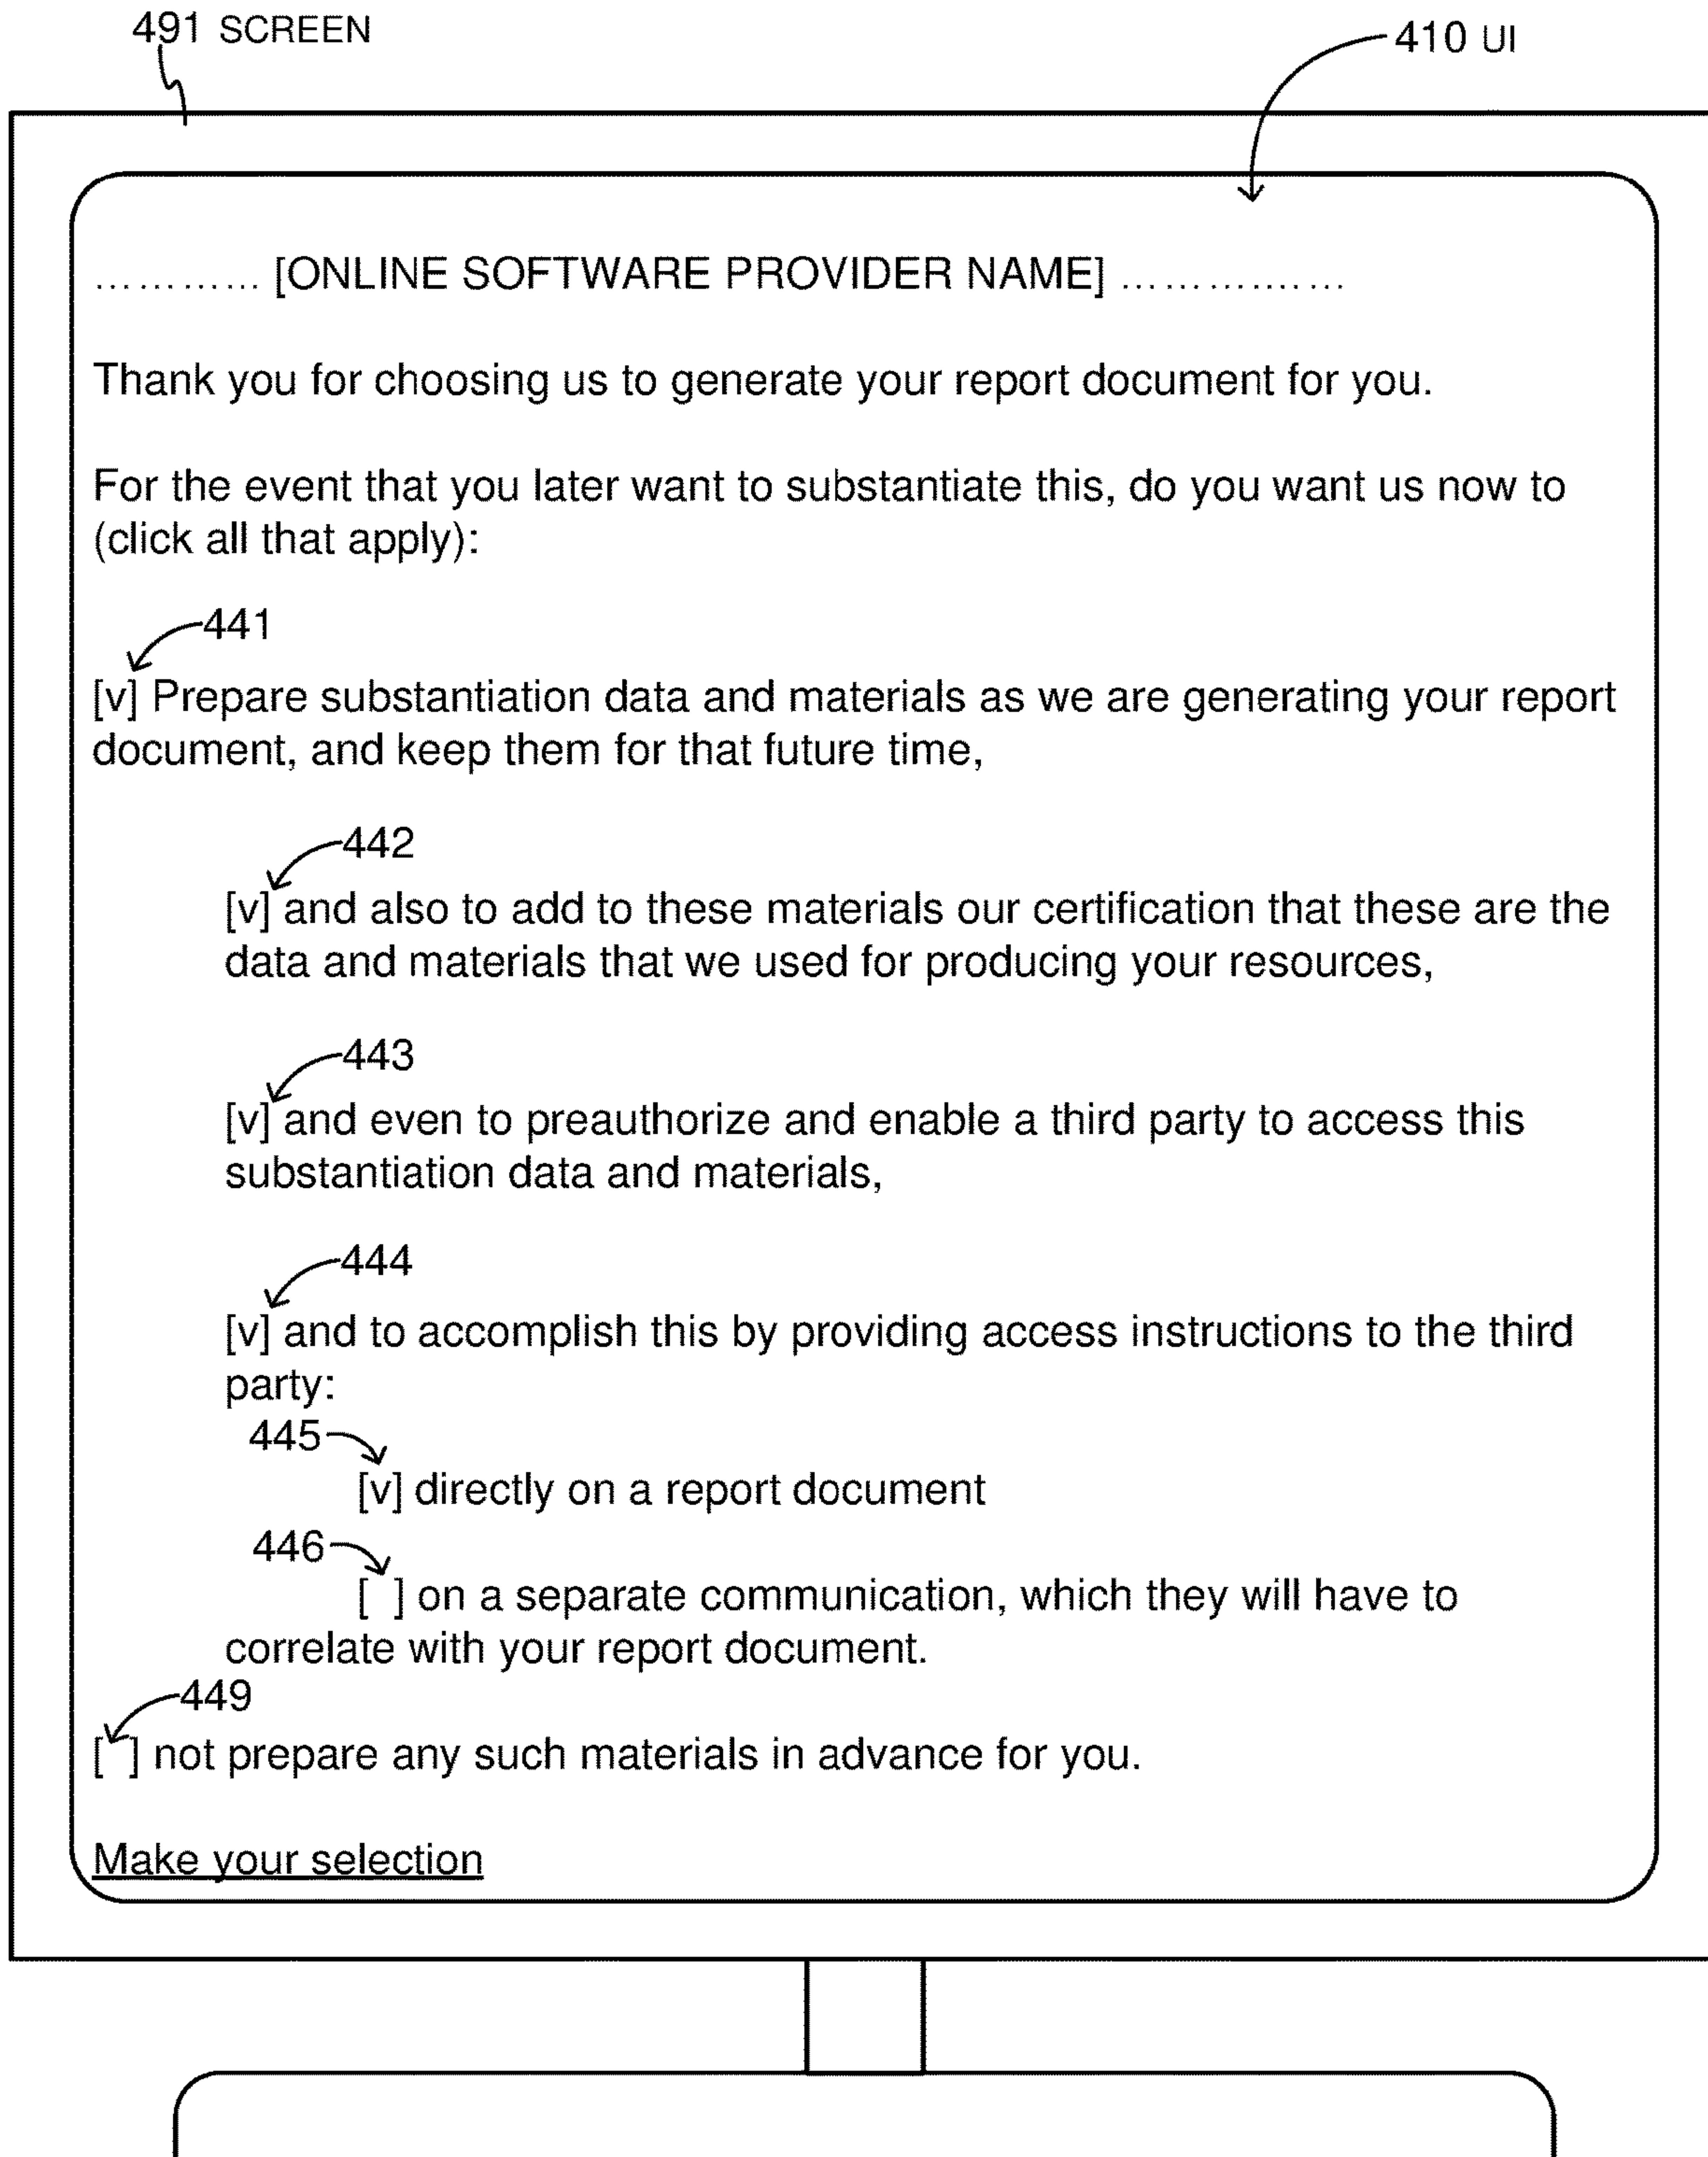 491 SCREEN
410 UI
............ [ONLINE SOFTWARE PROVIDER NAME] ................
Thank you for choosing us to generate your report document for you.
For the event that you later want to substantiate this, do you want us now to
(click all that apply):
441
[v] Prepare substantiation data and materials as we are generating your report
document, and keep them for that future time,
442
[v] and also to add to these materials our certification that these are the
data and materials that we used for producing your resources,
443
[v] and even to preauthorize and enable a third party to access this
substantiation data and materials,
444
[v] and to accomplish this by providing access instructions to the third
party:
445
[v] directly on a report document
446
[ ] on a separate communication, which they will have to
correlate with your report document.
449
[ ] not prepare any such materials in advance for you.
Make your selection